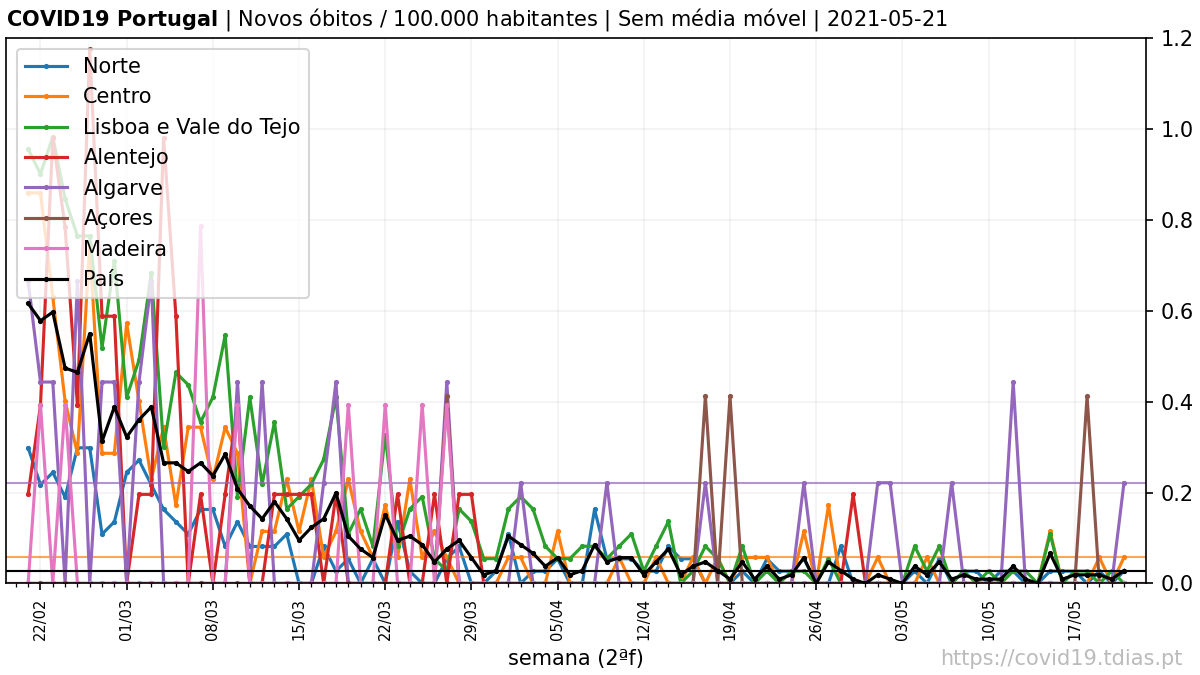 COVID19 Portugal | Novos óbitos / 100.000 habitantes | Sem média móvel | 2021-05-21
Norte
Centro
Lisboa e Vale do Tejo
Alentejo
Algarve
Açores
Madeira
País
1.2
1.0
0.8
0.6
0.4
0.2
0.0
22/02 01/03 08/03 15/03 22/03 29/03 05/04 12/04 19/04 26/04 03/05 10/05 17/05
semana (2ªf)
https://covid19.tdias.pt